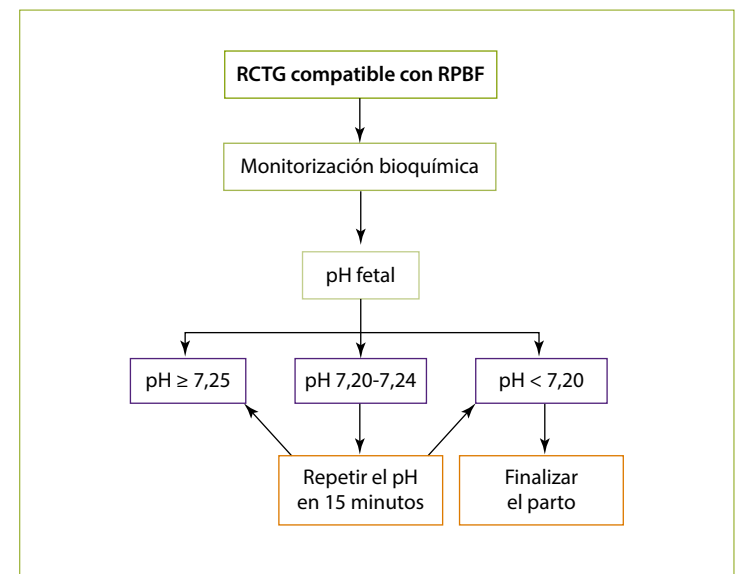 RCTG compatible con RPBF
Monitorización bioquímica
pH fetal
pH ≥ 7,25
pH 7,20-7,24
pH < 7,20
Repetir el pH
en 15 minutos
Finalizar
el parto